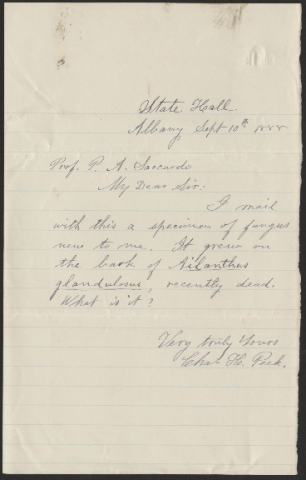 State Hall
Albany, Sept 10th 1888
Prof. P. A. Saccardo
My Dear Sir:
I mail
with this a specimen of fungus
new to me. It grew on
the bark of Ailanthus
glandulosus, recently dead.
What is it?
Very truly Yours
Chas. H. Peck.